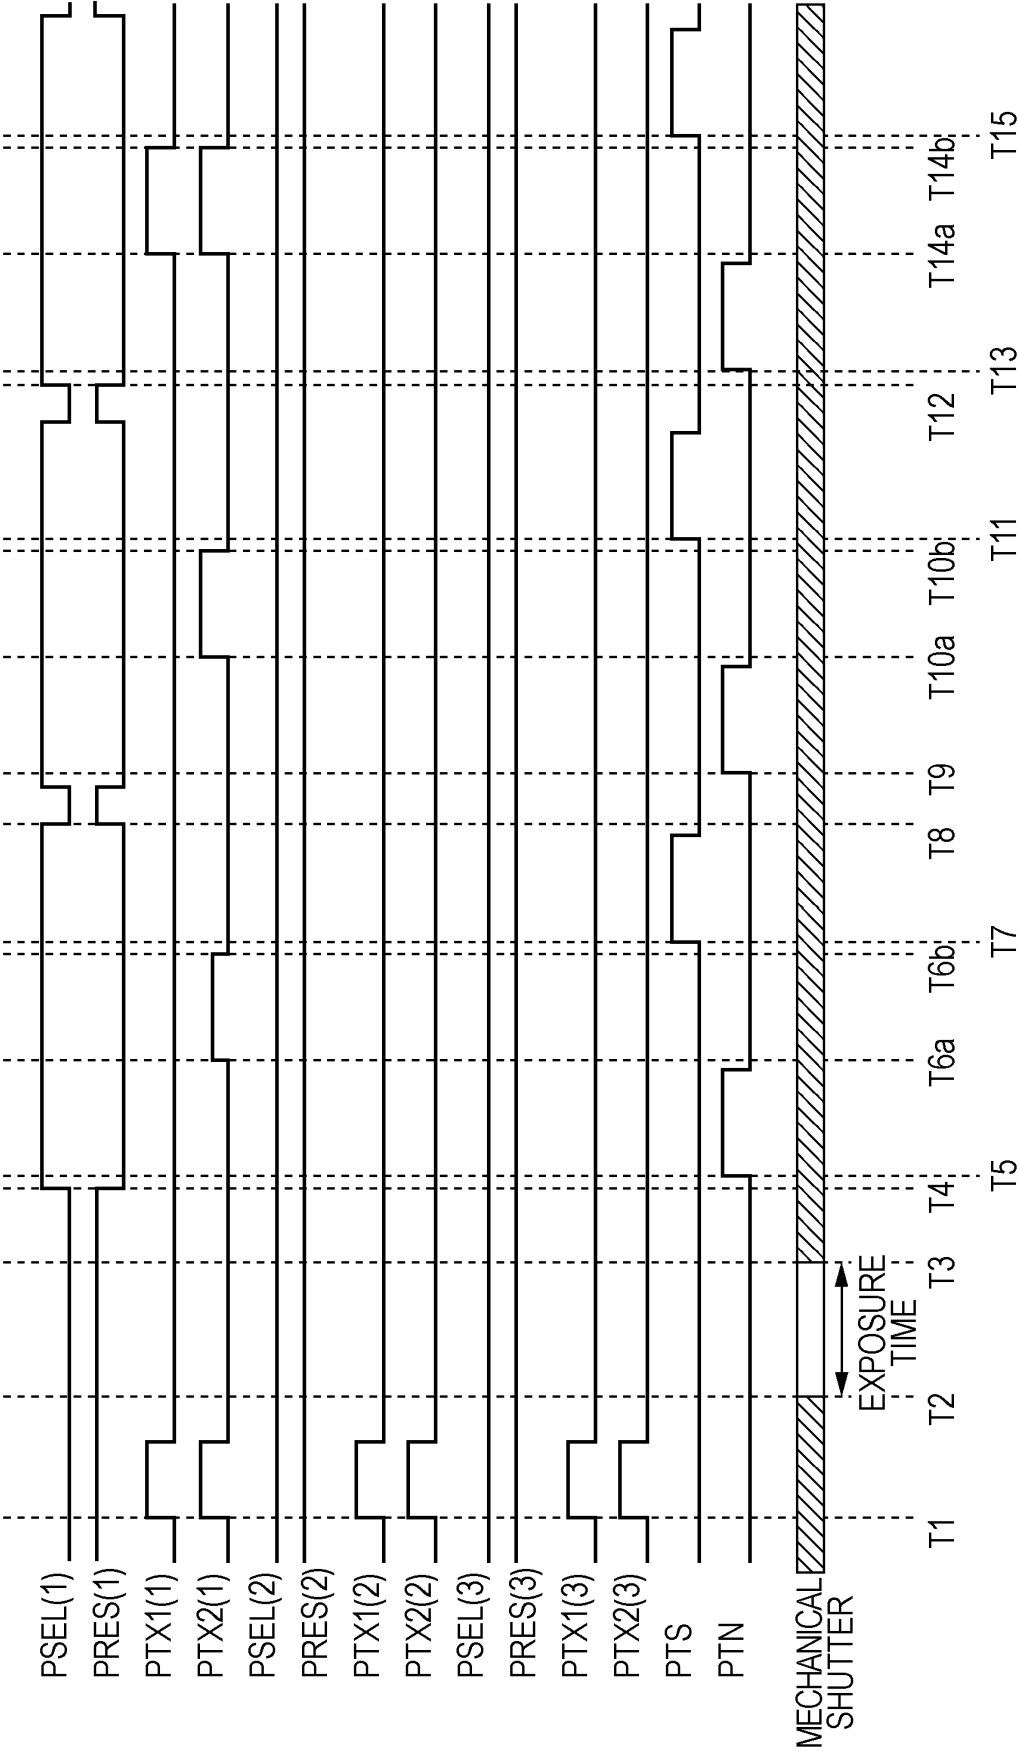 PSEL(1)
PRES(1)
PTX1(1)
PTX2(1)
PSEL(2)
PRES(2)
PTX1(2)
PTX2(2)
PSEL(3)
PRES(3)
PTX1(3)
PTX2(3)
PTS
PTN
MECHANICAL
SHUTTER
EXPOSURE
TIME
T1
T2
T3
T4
T5
T6a
T6b
T7
T8
T9
T10a
T10b
T11
T12
T13
T14a
T14b
T15